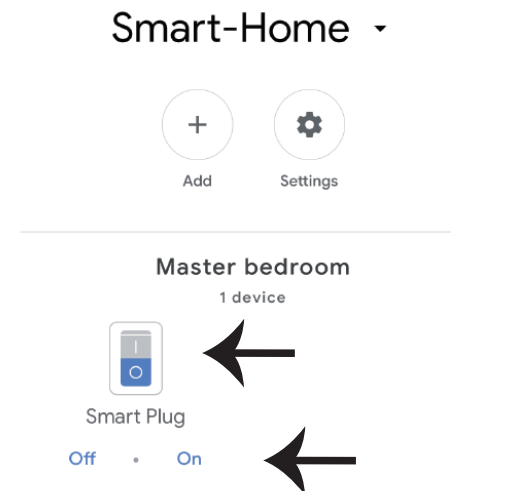 Smart-Home
Add Settings
Master bedroom
1 device
Smart Plug
Off • On